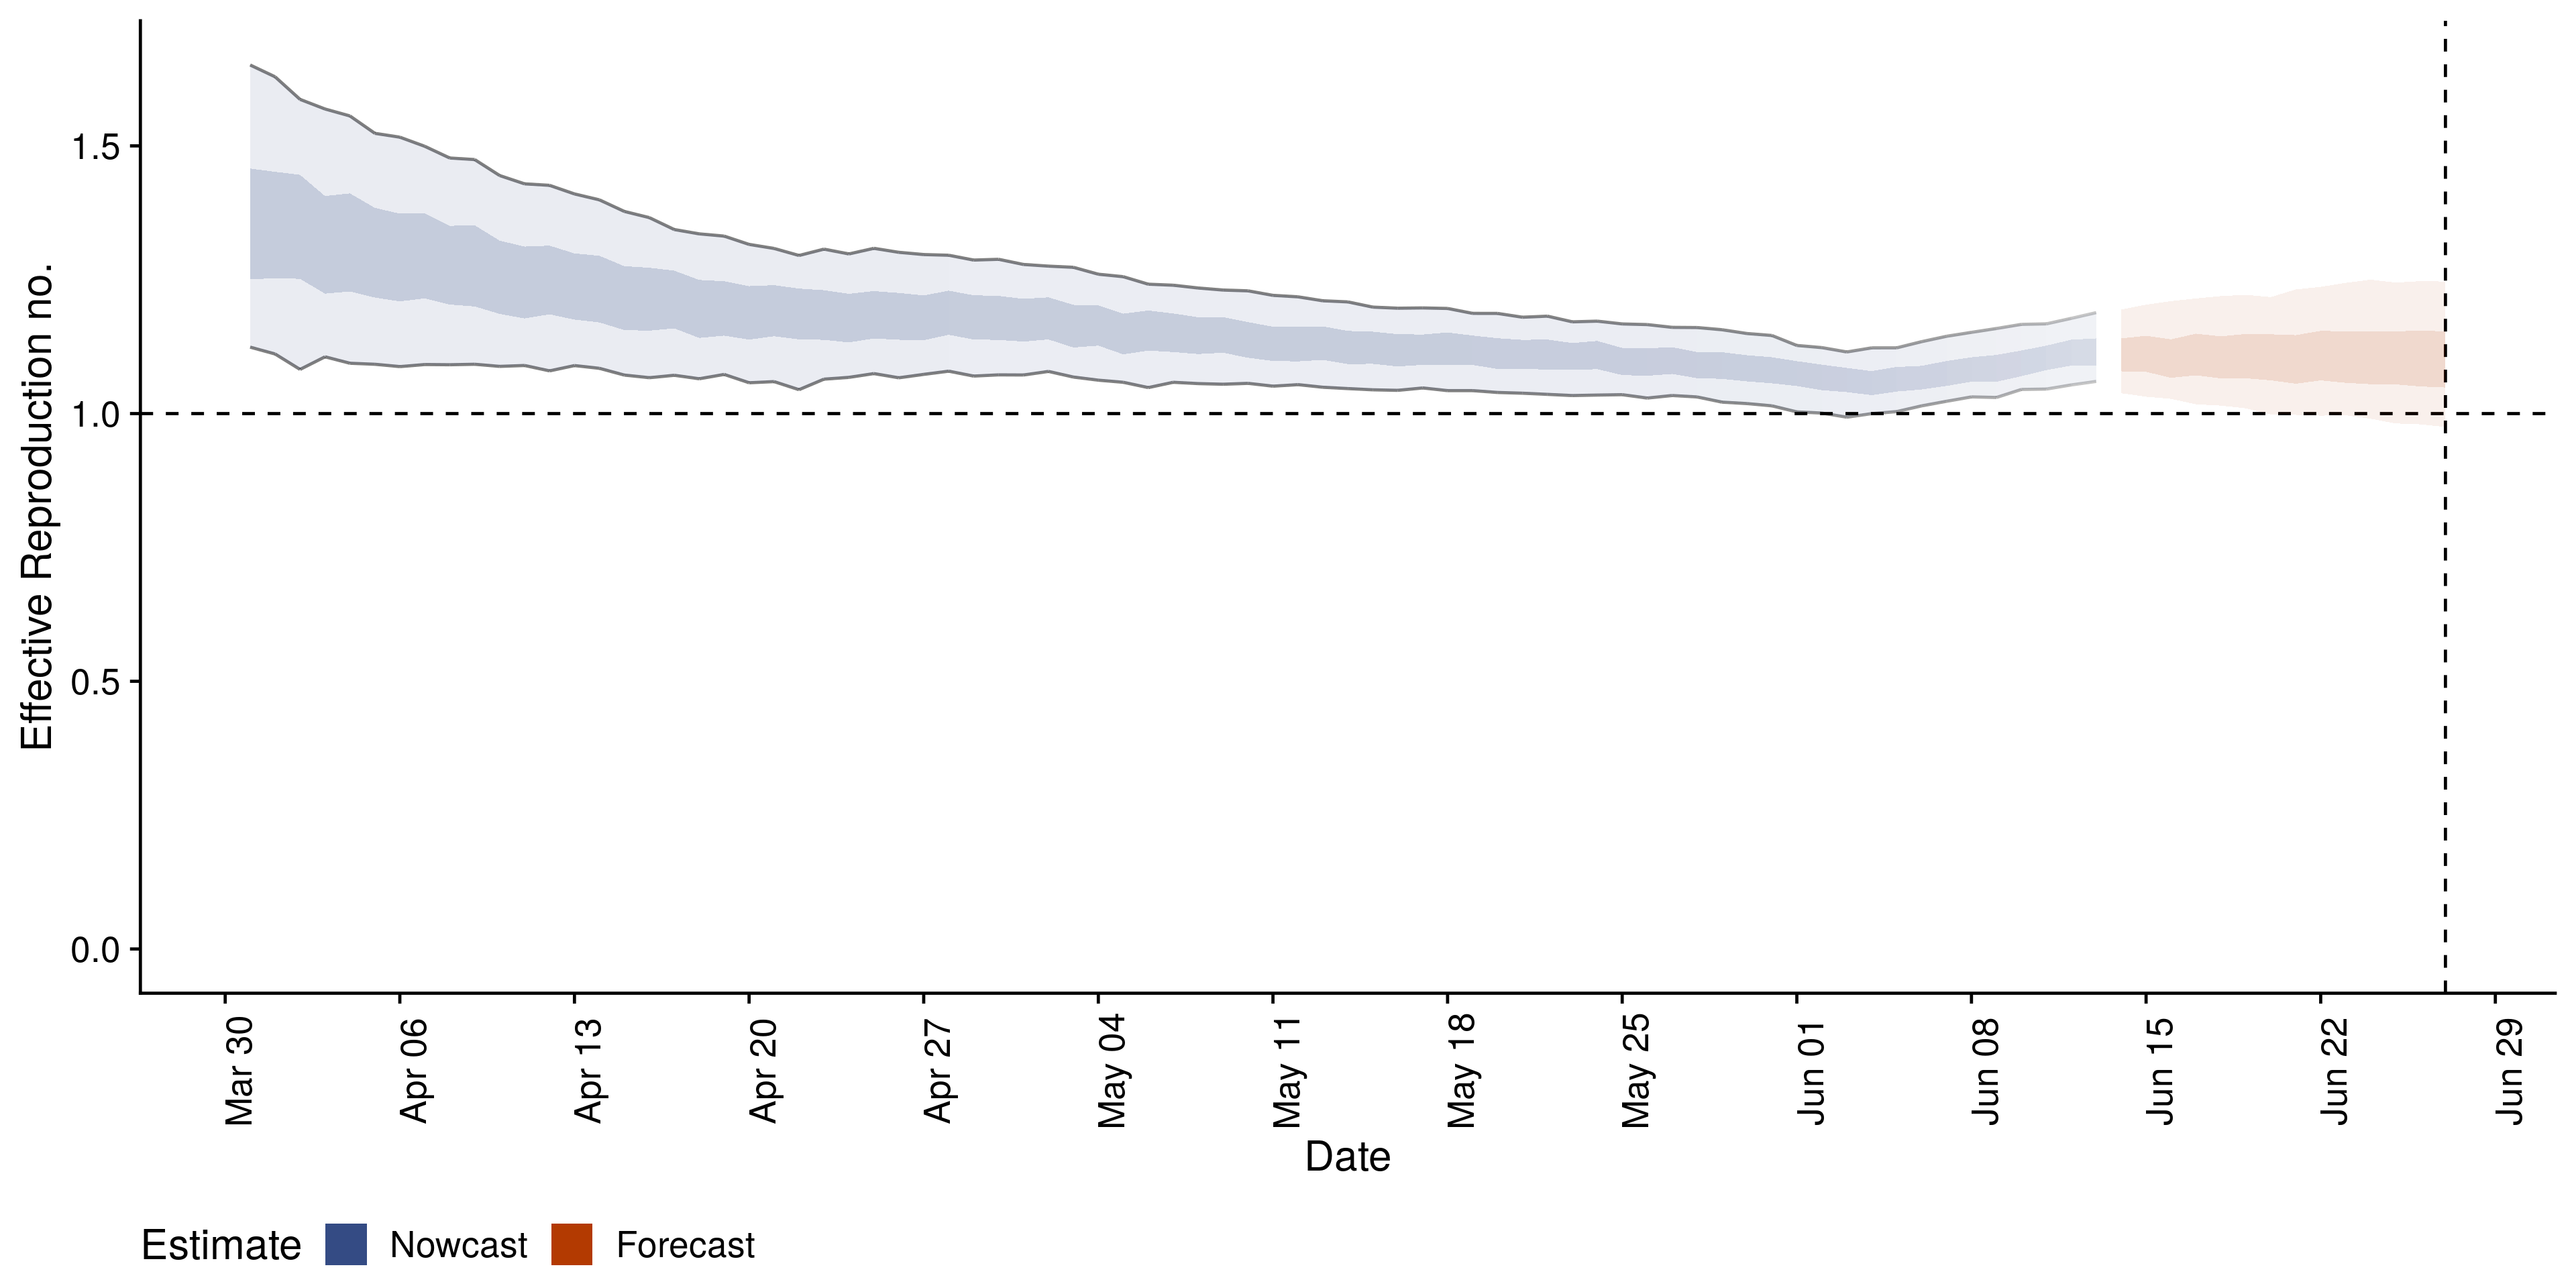 Effective Reproduction no.
1.5
1.0
0.5
0.0
Mar 30
Apr 06
Apr 13
Apr 20
Apr 27
May 04
May 11
May 18
May 25
Jun 01
Jun 08
Jun 15
Jun 22
Jun 29
Date
Estimate Nowcast Forecast